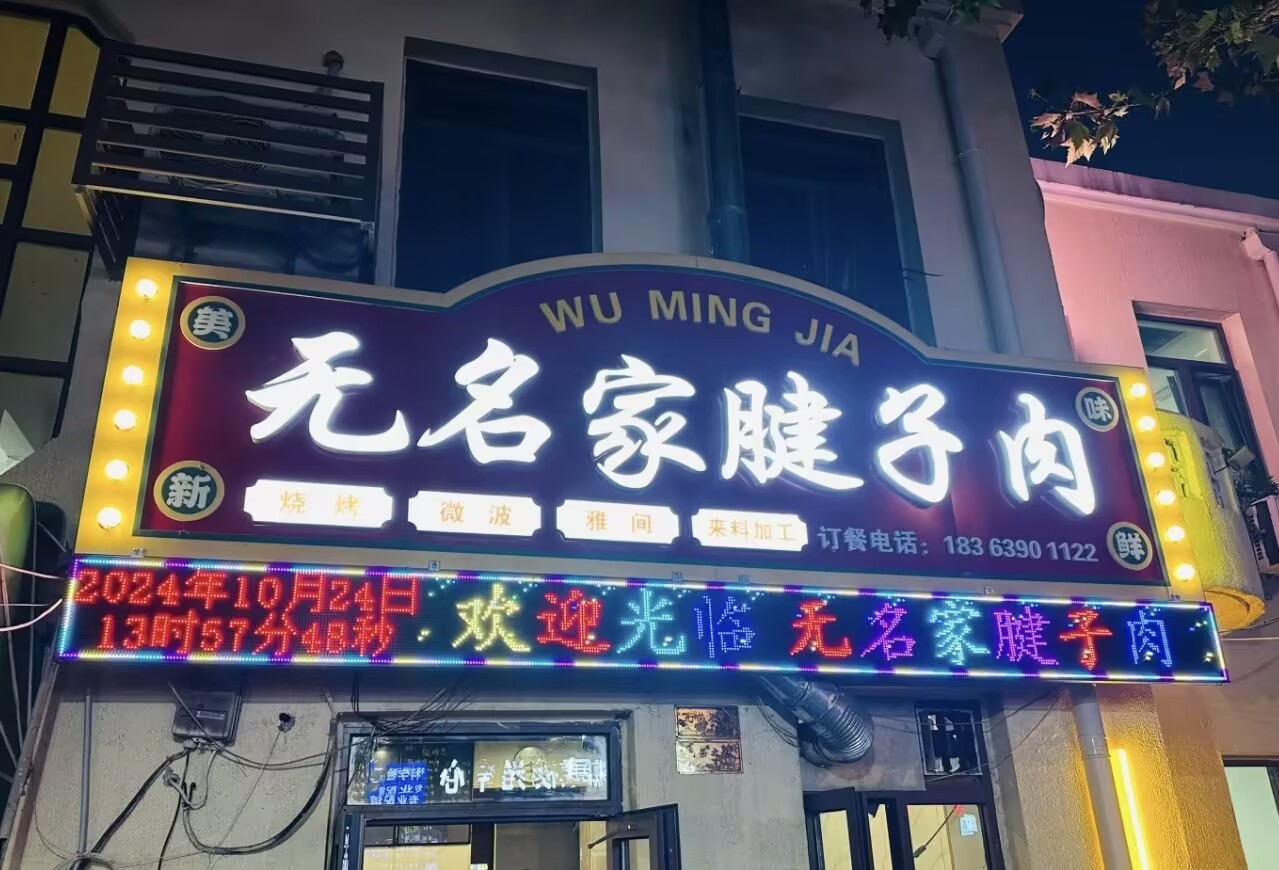 WU MING JIA
美 味
无名家腱子肉
新 鲜
烧烤 微波 雅间 来料加工
订餐电话：183 6390 1122
2024年10月24日
13时57分48秒
欢迎光临 无名家腱子肉